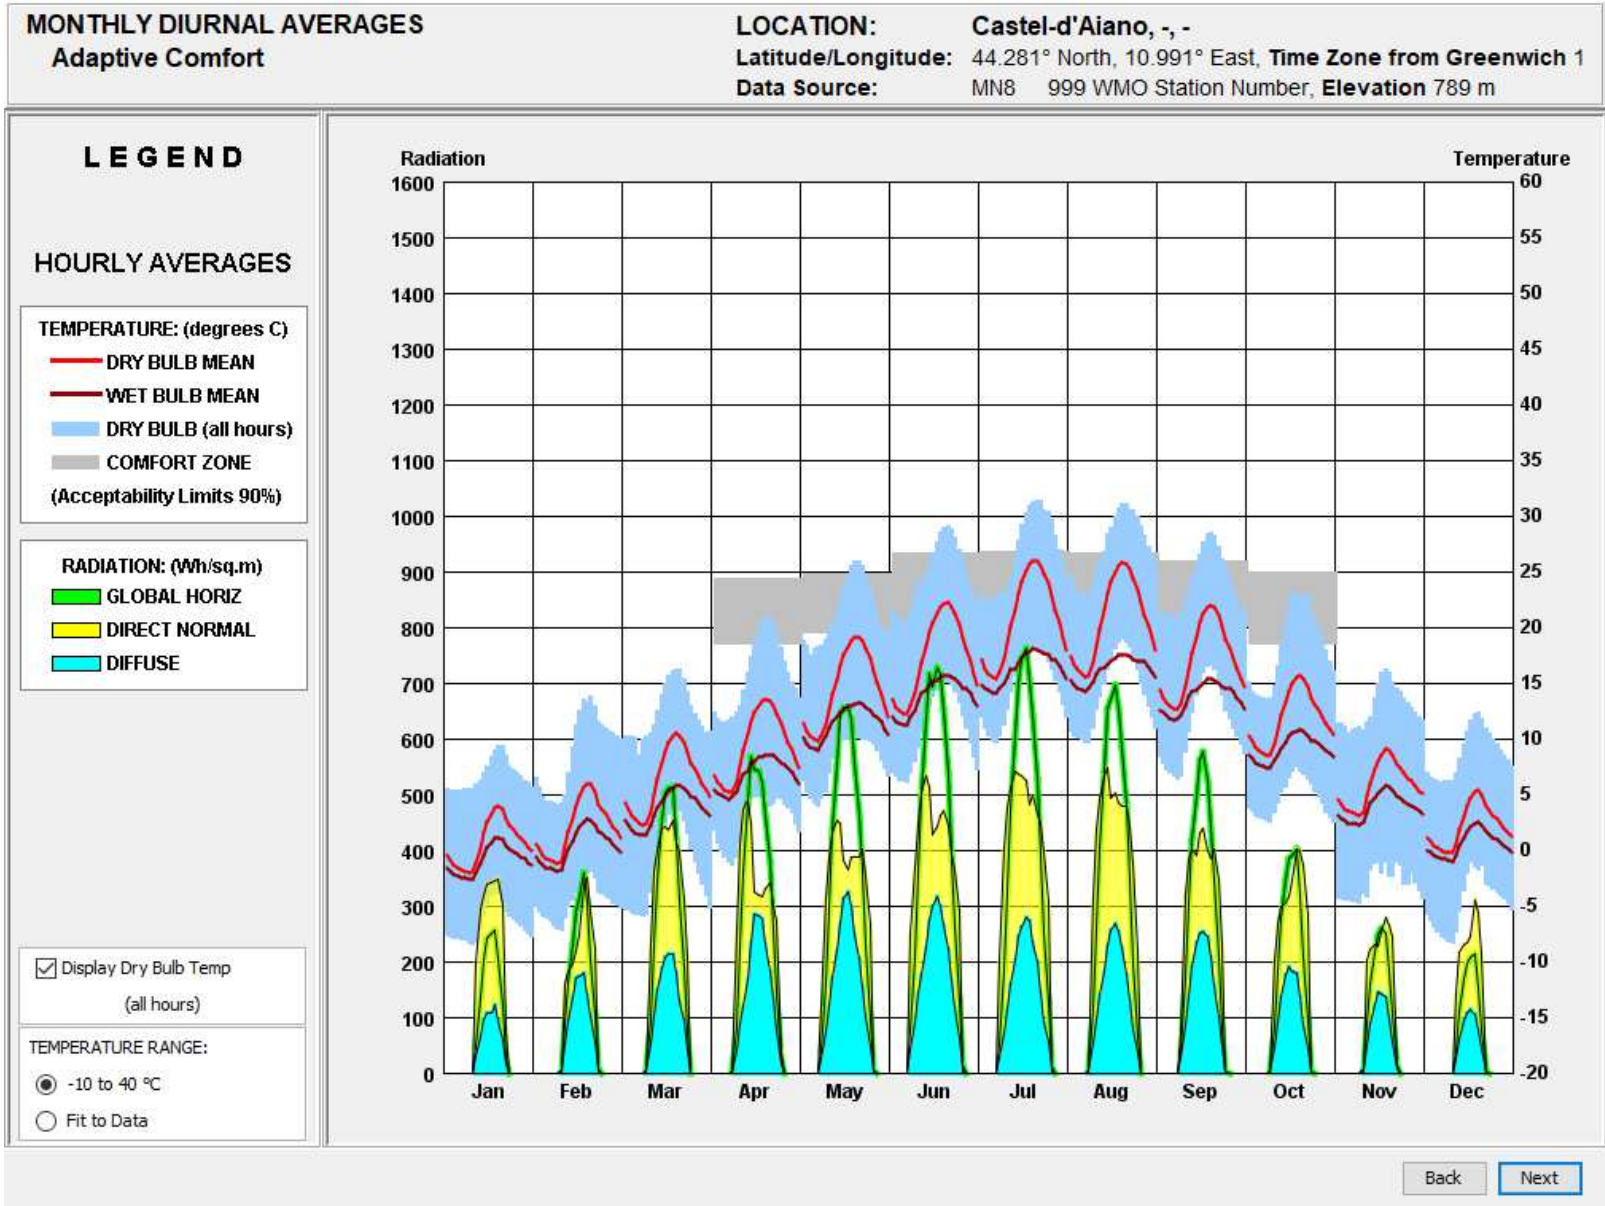 MONTHLY DIURNAL AVERAGES
Adaptive Comfort
LOCATION: Castel-d'Aiano, -, -
Latitude/Longitude: 44.281° North, 10.991° East, Time Zone from Greenwich 1
Data Source: MN8 999 WMO Station Number, Elevation 789 m
LEGEND
HOURLY AVERAGES
TEMPERATURE: (degrees C)
DRY BULB MEAN
WET BULB MEAN
DRY BULB (all hours)
COMFORT ZONE
(Acceptability Limits 90%)
RADIATION: (Wh/sq.m)
GLOBAL HORIZ
DIRECT NORMAL
DIFFUSE
Display Dry Bulb Temp
(all hours)
TEMPERATURE RANGE:
-10 to 40 °C
Fit to Data
Radiation
1600
1500
1400
1300
1200
1100
1000
900
800
700
600
500
400
300
200
100
0
Temperature
60
55
50
45
40
35
30
25
20
15
10
5
0
-5
-10
-15
-20
Jan Feb Mar Apr May Jun Jul Aug Sep Oct Nov Dec
Back Next